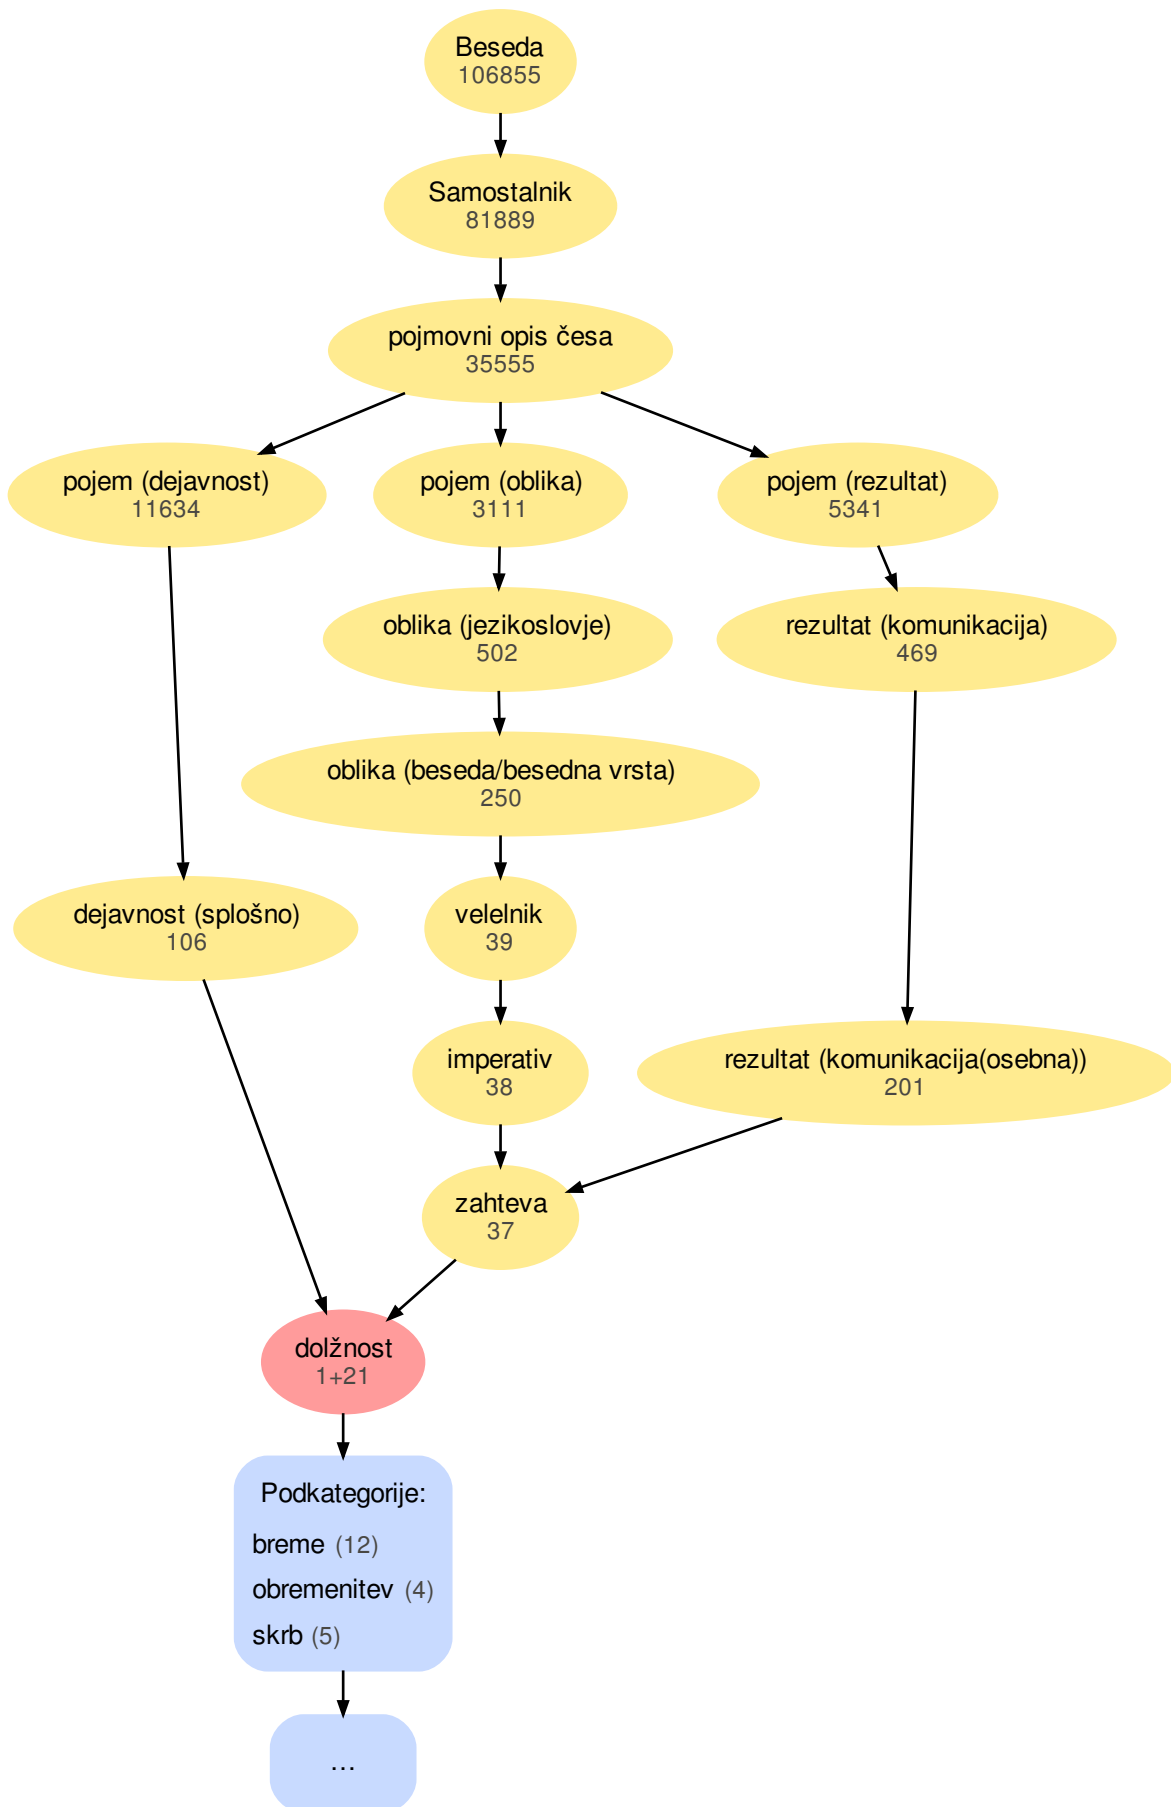 Beseda
106855
Samostalnik
81889
pojmovni opis česa
35555
pojem (dejavnost)
11634
pojem (oblika)
3111
pojem (rezultat)
5341
oblika (jezikoslovje)
502
rezultat (komunikacija)
469
oblika (beseda/besedna vrsta)
250
dejavnost (splošno)
106
velelnik
39
imperativ
38
rezultat (komunikacija(osebna))
201
zahteva
37
dolžnost
1+21
Podkategorije:
breme (12)
obremenitev (4)
skrb (5)
…